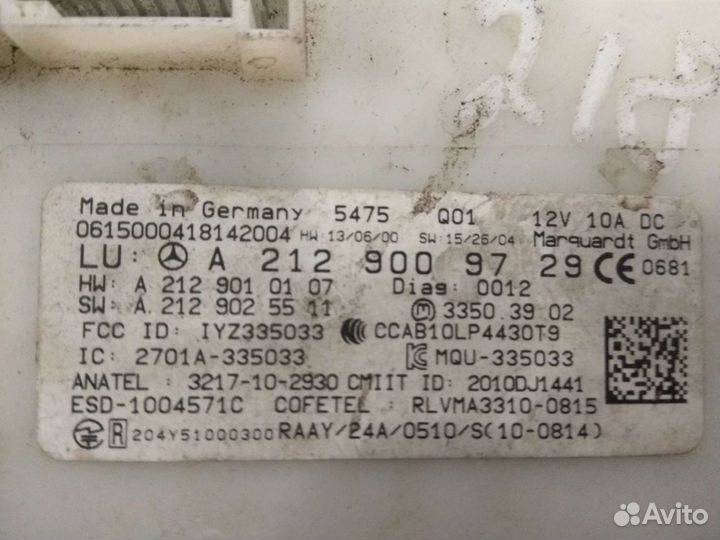 218
Made in Germany 5475 Q01 12V 10A DC
0615000418142004 HW: 13/06/00 SW: 15/26/04 Marquardt GmbH
LU: A 212 900 97 29 CE 0681
HW: A 212 901 01 07 Diag: 0012
SW: A 212 902 55 11 M 3350.3902
FCC ID: IYZ335033 CCAB10LP4430T9
IC: 2701A-335033 MQU-335033
ANATEL: 3217-10-2930 CMIIT ID: 2010DJ1441
ESD-1004571C COFETEL: RLVMA3310-0815
R 204Y51000300 RAAY/24A/0510/S(10-0814)
Avito